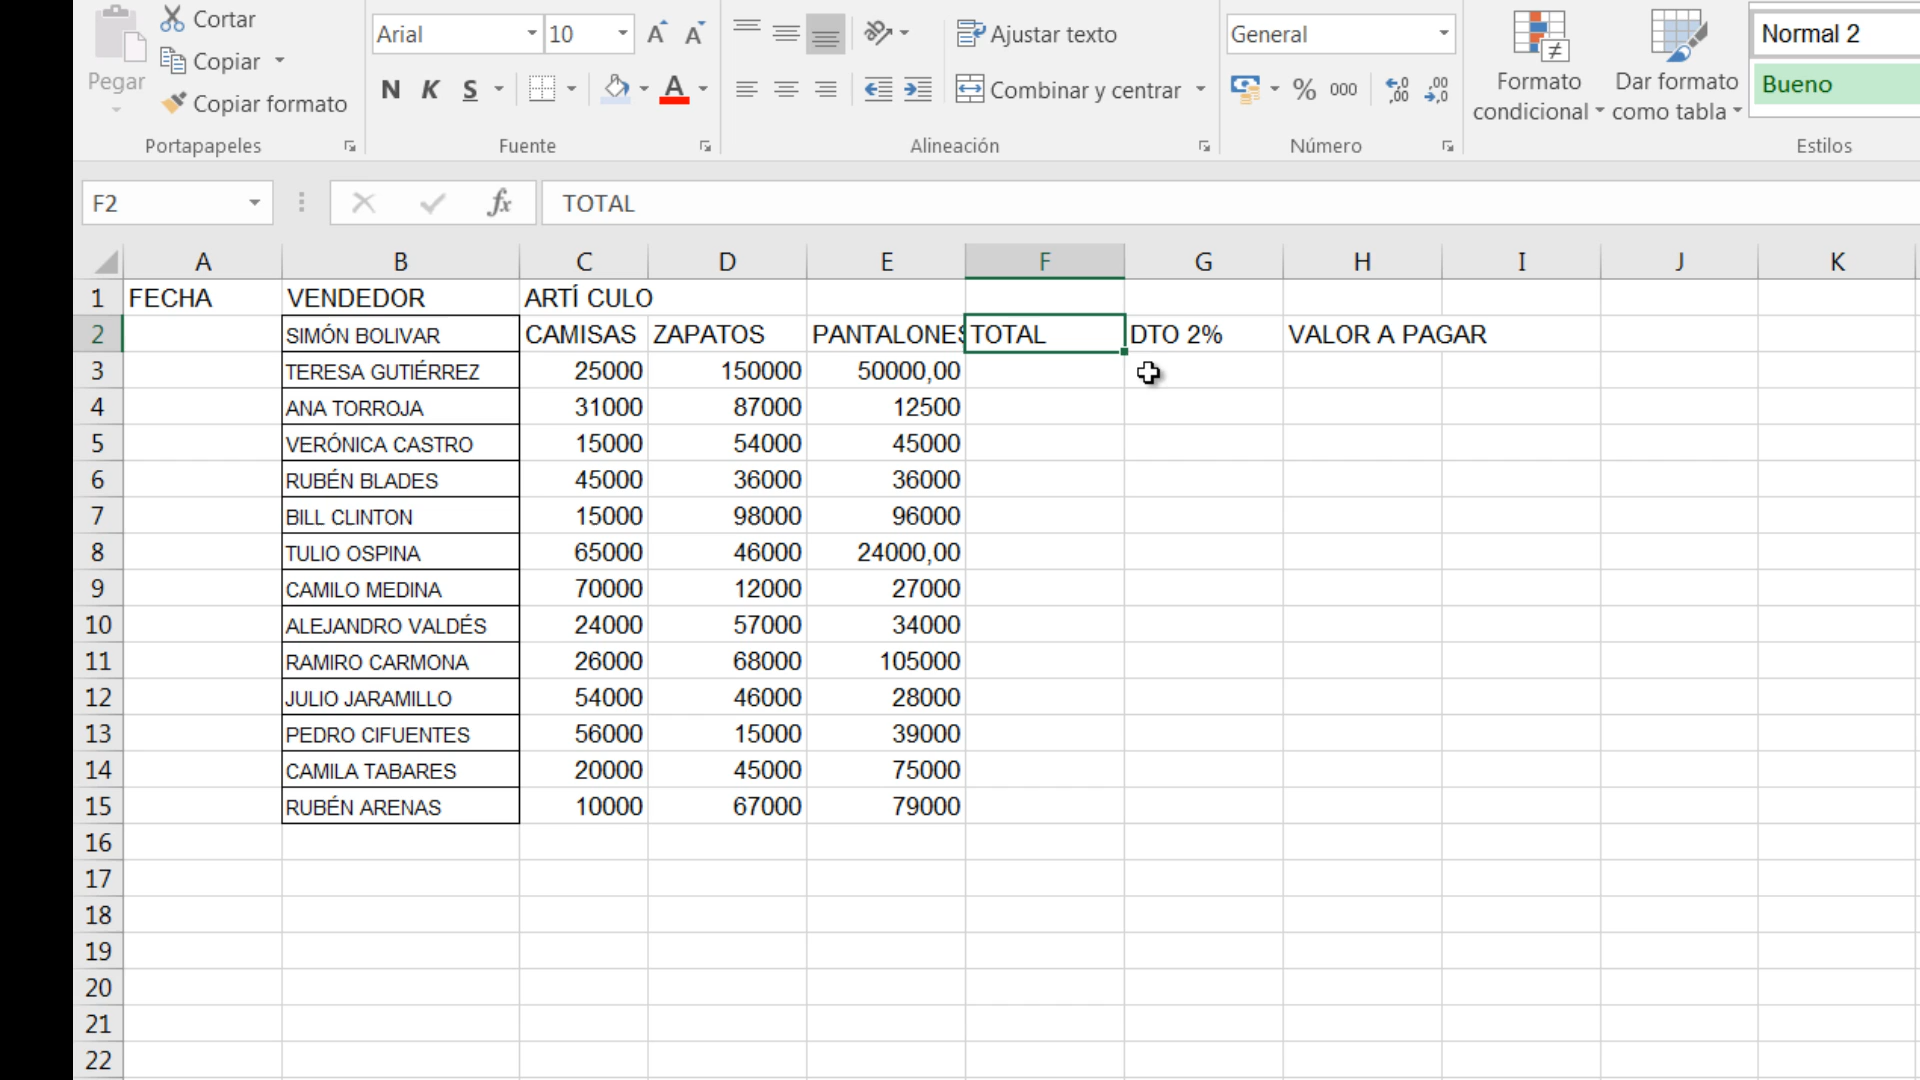 Cortar
Copiar
Copiar formato
Pegar
Portapapeles
Arial 10
N K S
Fuente
Ajustar texto
Combinar y centrar
Alineación
General
% 000
Número
Formato condicional
Dar formato como tabla
Normal 2
Bueno
Estilos
F2 fx TOTAL
A B C D E F G H I J K
1 FECHA VENDEDOR ARTÍ CULO
2 SIMÓN BOLIVAR CAMISAS ZAPATOS PANTALONES TOTAL DTO 2% VALOR A PAGAR
3 TERESA GUTIÉRREZ 25000 150000 50000,00
4 ANA TORROJA 31000 87000 12500
5 VERÓNICA CASTRO 15000 54000 45000
6 RUBÉN BLADES 45000 36000 36000
7 BILL CLINTON 15000 98000 96000
8 TULIO OSPINA 65000 46000 24000,00
9 CAMILO MEDINA 70000 12000 27000
10 ALEJANDRO VALDÉS 24000 57000 34000
11 RAMIRO CARMONA 26000 68000 105000
12 JULIO JARAMILLO 54000 46000 28000
13 PEDRO CIFUENTES 56000 15000 39000
14 CAMILA TABARES 20000 45000 75000
15 RUBÉN ARENAS 10000 67000 79000
16
17
18
19
20
21
22